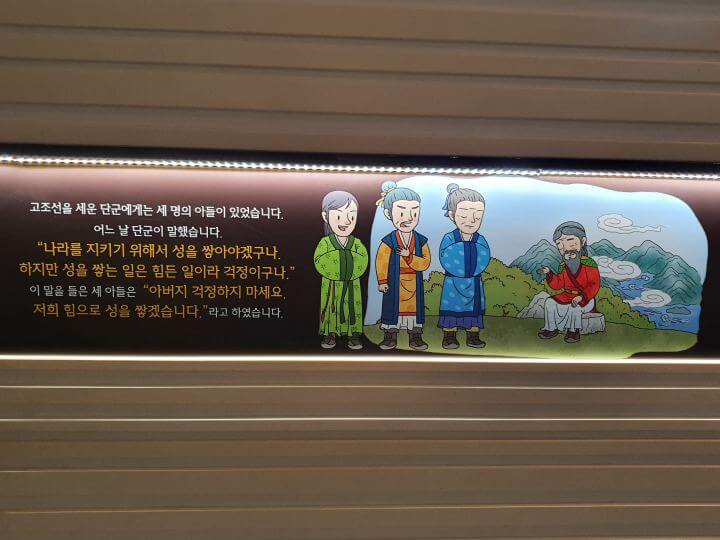 고조선을 세운 단군에게는 세 명의 아들이 있었습니다.
어느 날 단군이 말했습니다.
“나라를 지키기 위해서 성을 쌓아야겠구나.
하지만 성을 쌓는 일은 힘든 일이라 걱정이구나.”
이 말을 들은 세 아들은 “아버지 걱정하지 마세요.
저희 힘으로 성을 쌓겠습니다.”라고 하였습니다.